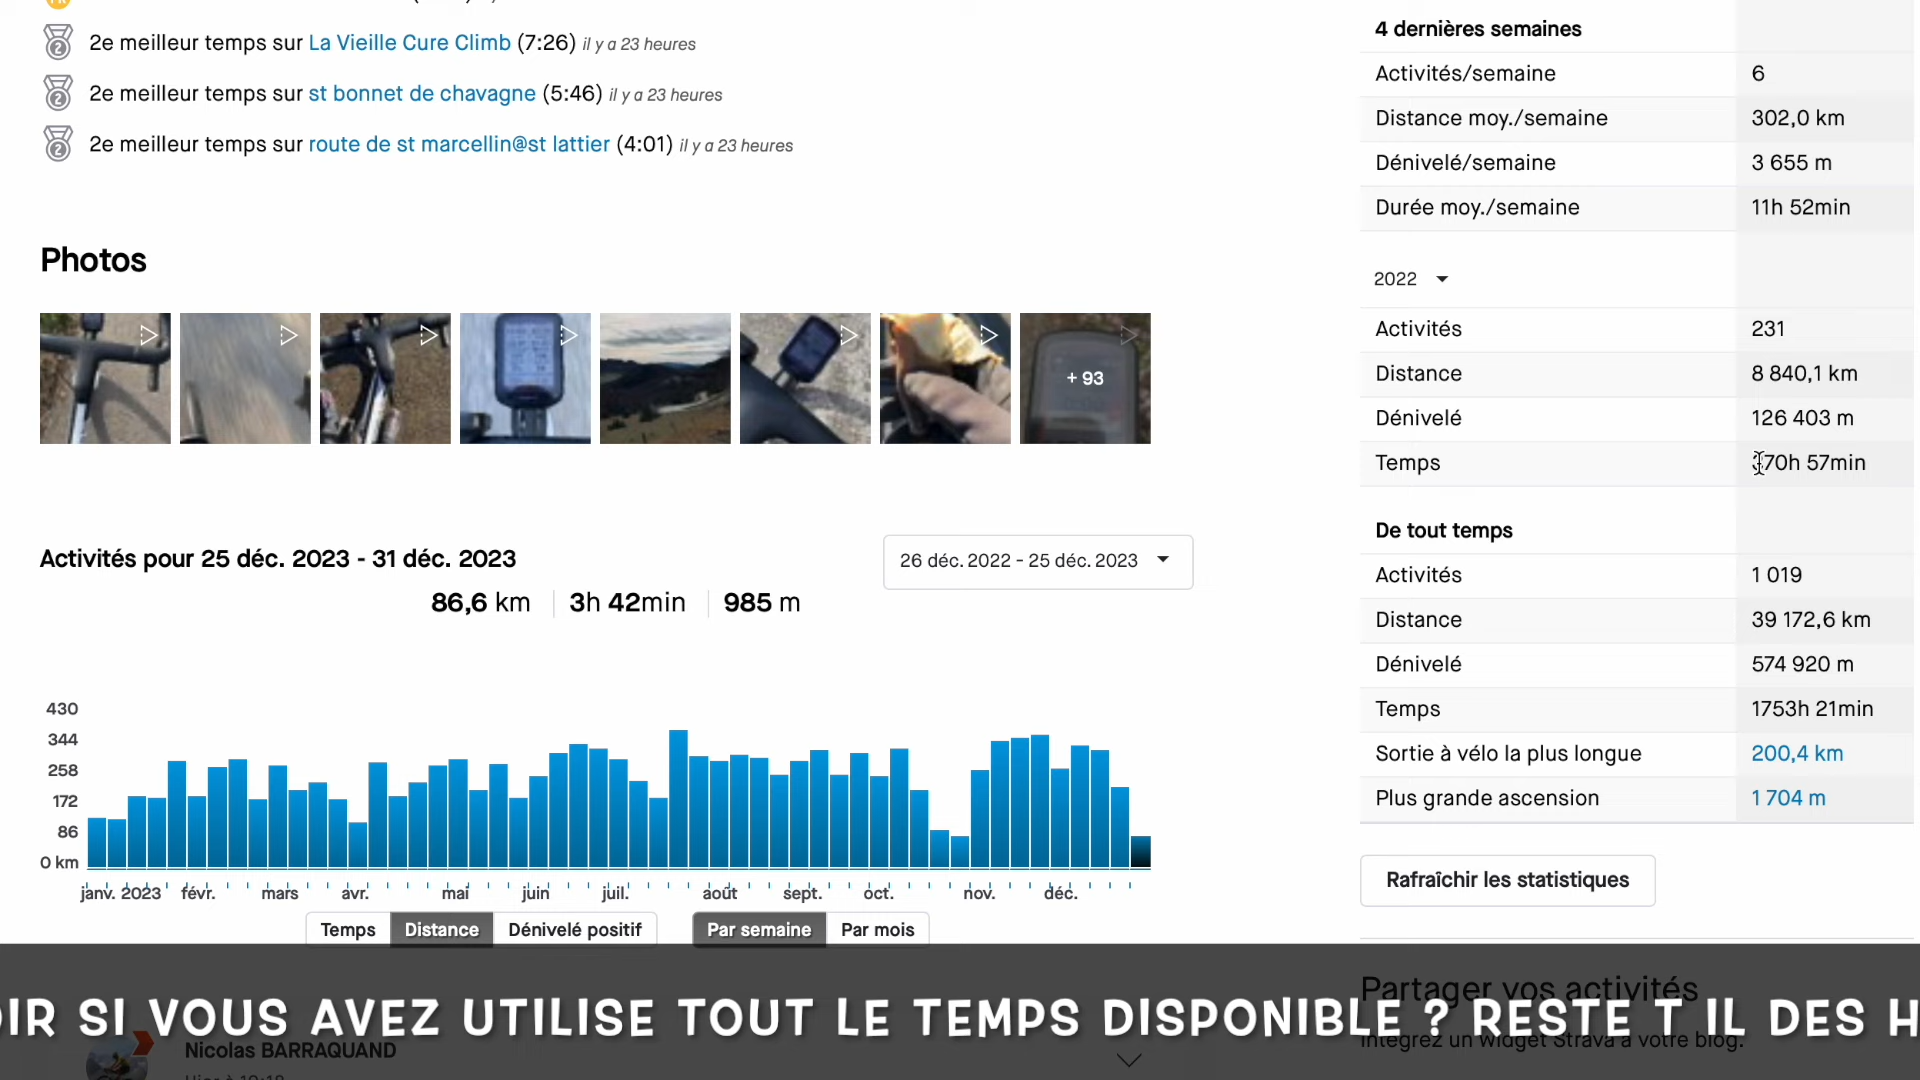 2e meilleur temps sur La Vieille Cure Climb (7:26) il y a 23 heures
2e meilleur temps sur st bonnet de chavagne (5:46) il y a 23 heures
2e meilleur temps sur route de st marcellin@st lattier (4:01) il y a 23 heures
Photos
+ 93
Activités pour 25 déc. 2023 - 31 déc. 2023
26 déc. 2022 - 25 déc. 2023
86,6 km
3h 42min
985 m
430
344
258
172
86
0 km
janv. 2023 févr. mars avr. mai juin juil. août sept. oct. nov. déc.
Temps Distance Dénivelé positif Par semaine Par mois
4 dernières semaines
Activités/semaine 6
Distance moy./semaine 302,0 km
Dénivelé/semaine 3 655 m
Durée moy./semaine 11h 52min
2022
Activités 231
Distance 8 840,1 km
Dénivelé 126 403 m
Temps 57min
De tout temps
Activités 1 019
Distance 39 172,6 km
Dénivelé 574 920 m
Temps 1753h 21min
Sortie à vélo la plus longue 200,4 km
Plus grande ascension 1 704 m
Rafraîchir les statistiques
Partager vos activités
Intégrez un widget Strava à votre blog.
OIR SI VOUS AVEZ UTILISE TOUT LE TEMPS DISPONIBLE ? RESTE T IL DES H
Nicolas BARRAQUAND